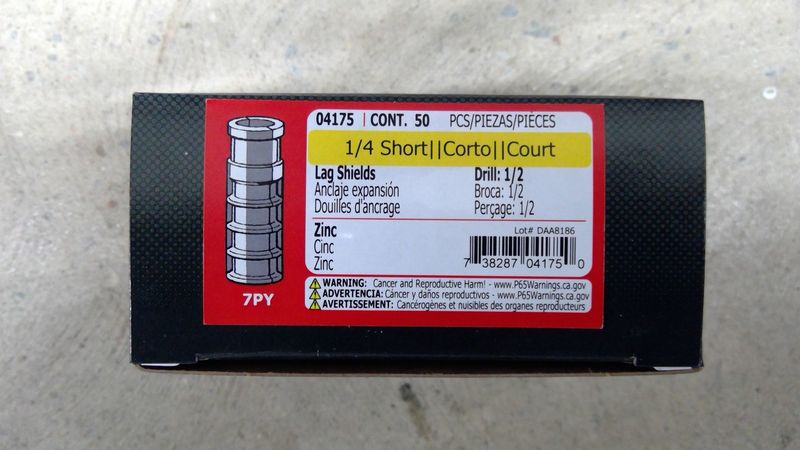 04175 | CONT. 50 PCS/PIEZAS/PIÈCES
1/4 Short||Corto||Court
Lag Shields Drill: 1/2
Anclaje expansión Broca: 1/2
Douilles d'ancrage Perçage: 1/2
Zinc Lot# DAA8186
Cinc
Zinc
7 38287 04175 0
7PY
WARNING: Cancer and Reproductive Harm! - www.P65Warnings.ca.gov
ADVERTENCIA: Cáncer y daños reproductivos - www.P65Warnings.ca.gov
AVERTISSEMENT: Cancérogènes et nuisibles des organes reproducteurs